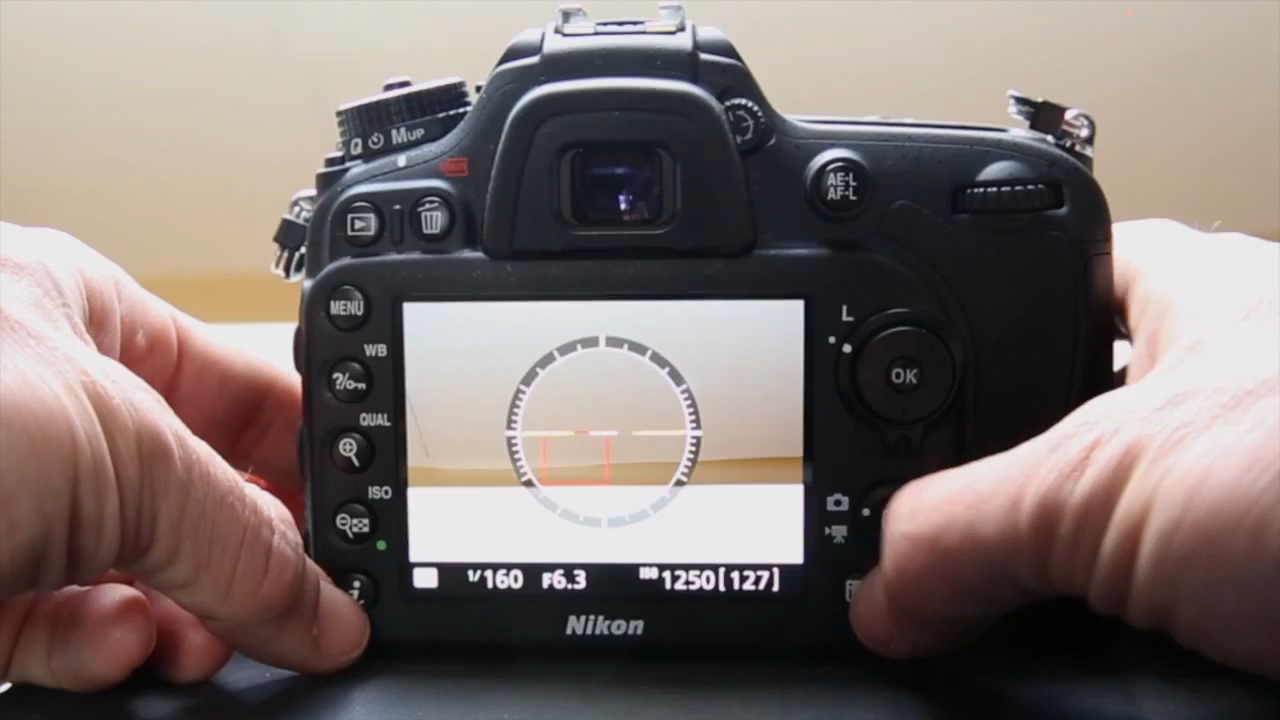 Q MUP
AE-L
AF-L
MENU
WB
L
?
OK
QUAL
ISO
i
1/160 F6.3 ISO 1250[127]
Nikon